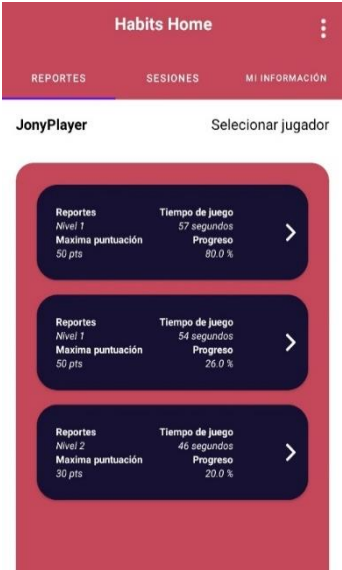 Habits Home
REPORTES SESIONES MI INFORMACIÓN
JonyPlayer Selecionar jugador
Reportes Tiempo de juego
Nivel 1 57 segundos
Maxima puntuación Progreso
50 pts 80.0 %
Reportes Tiempo de juego
Nivel 1 54 segundos
Maxima puntuación Progreso
50 pts 26.0 %
Reportes Tiempo de juego
Nivel 2 46 segundos
Maxima puntuación Progreso
30 pts 20.0 %